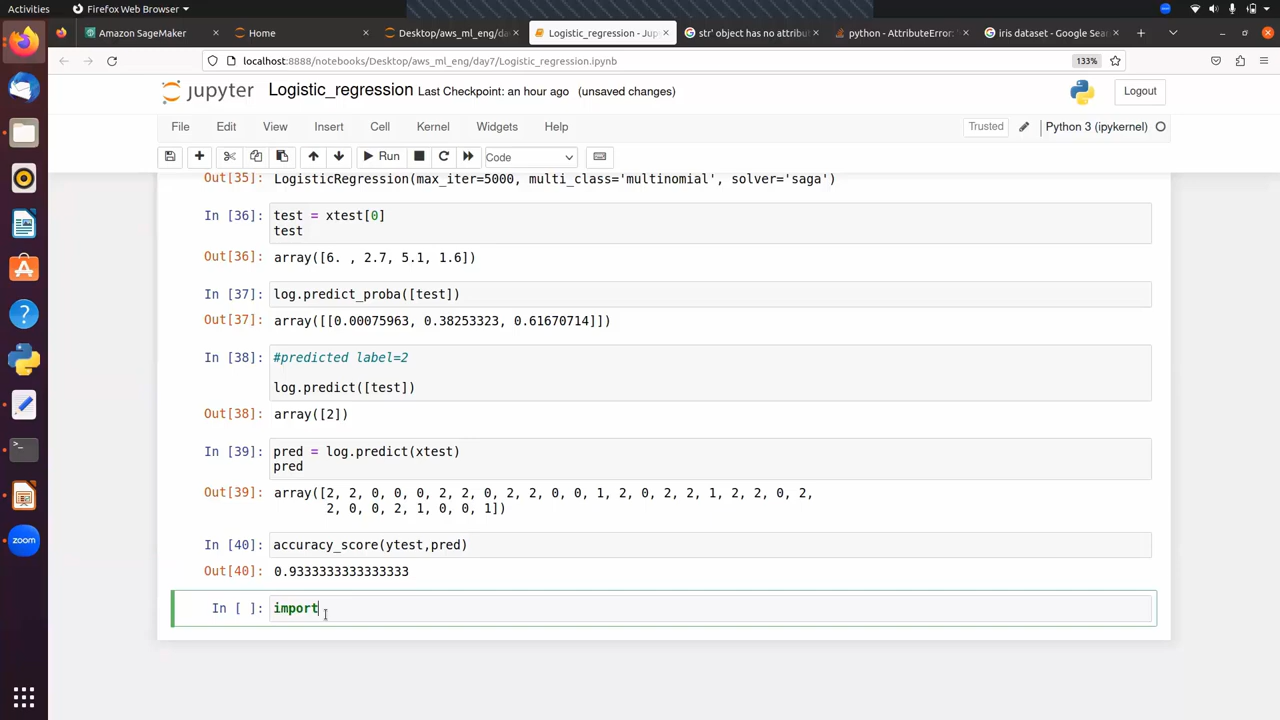 Activities
Firefox Web Browser
Amazon SageMaker
Home
Desktop/aws_ml_eng/da
Logistic_regression - Jup
str' object has no attribut
python - AttributeError: '
iris dataset - Google Sear
localhost:8888/notebooks/Desktop/aws_ml_eng/day7/Logistic_regression.ipynb
133%
jupyter
Logistic_regression Last Checkpoint: an hour ago (unsaved changes)
Logout
File Edit View Insert Cell Kernel Widgets Help
Trusted
Python 3 (ipykernel)
Run
Code
Out[35]: LogisticRegression(max_iter=5000, multi_class='multinomial', solver='saga')
In [36]: test = xtest[0]
test
Out[36]: array([6. , 2.7, 5.1, 1.6])
In [37]: log.predict_proba([test])
Out[37]: array([[0.00075963, 0.38253323, 0.61670714]])
In [38]: #predicted label=2
log.predict([test])
Out[38]: array([2])
In [39]: pred = log.predict(xtest)
pred
Out[39]: array([2, 2, 0, 0, 0, 2, 2, 0, 2, 2, 0, 0, 1, 2, 0, 2, 2, 1, 2, 2, 0, 2,
2, 0, 0, 2, 1, 0, 0, 1])
In [40]: accuracy_score(ytest,pred)
Out[40]: 0.9333333333333333
In [ ]: import
zoom